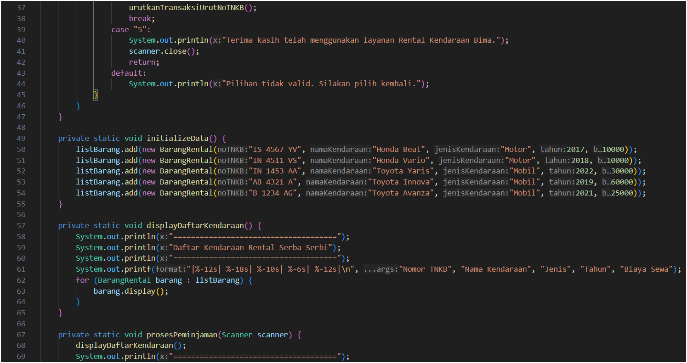 37 urutkanTransaksiUrutNoTNKB();
38 break;
39 case "5":
40 System.out.println(x:"Terima kasih telah menggunakan layanan Rental Kendaraan Bima.");
41 scanner.close();
42 return;
43 default:
44 System.out.println(x:"Pilihan tidak valid. Silakan pilih kembali.");
45 }
46 }
47 }
48
49 private static void initializeData() {
50 listBarang.add(new BarangRental(noTNKB:"IS 4567 YV", namaKendaraan:"Honda Beat", jenisKendaraan:"Motor", tahun:2017, b…10000));
51 listBarang.add(new BarangRental(noTNKB:"IN 4511 VS", namaKendaraan:"Honda Vario", jenisKendaraan:"Motor", tahun:2018, b…10000));
52 listBarang.add(new BarangRental(noTNKB:"IN 1453 AA", namaKendaraan:"Toyota Yaris", jenisKendaraan:"Mobil", tahun:2022, b…30000));
53 listBarang.add(new BarangRental(noTNKB:"AD 4321 A", namaKendaraan:"Toyota Innova", jenisKendaraan:"Mobil", tahun:2019, b…60000));
54 listBarang.add(new BarangRental(noTNKB:"B 1234 AG", namaKendaraan:"Toyota Avanza", jenisKendaraan:"Mobil", tahun:2021, b…25000));
55 }
56
57 private static void displayDaftarKendaraan() {
58 System.out.println(x:"=====================================");
59 System.out.println(x:"Daftar Kendaraan Rental Serba Serbi");
60 System.out.println(x:"=====================================");
61 System.out.printf(format:"|%-12s| %-18s| %-10s| %-6s| %-12s|\n", ...args:"Nomor TNKB", "Nama Kendaraan", "Jenis", "Tahun", "Biaya Sewa");
62 for (BarangRental barang : listBarang) {
63 barang.display();
64 }
65 }
66
67 private static void prosesPeminjaman(Scanner scanner) {
68 displayDaftarKendaraan();
69 System.out.println(x:"=====================================");